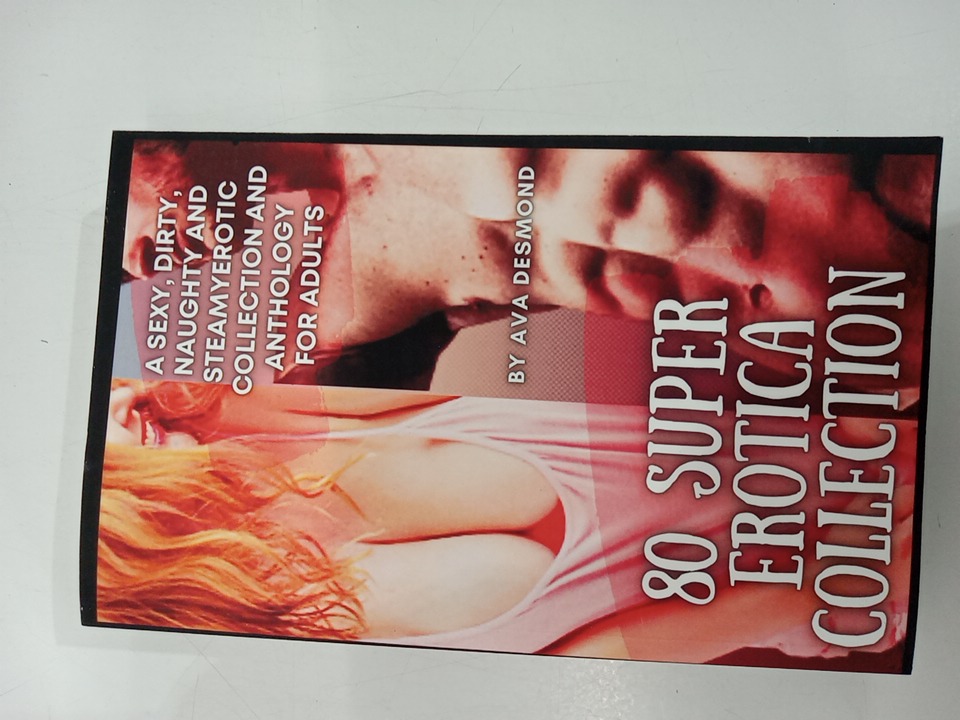 A SEXY, DIRTY,
NAUGHTY AND
STEAMYEROTIC
COLLECTION AND
ANTHOLOGY
FOR ADULTS
BY AVA DESMOND
80 SUPER
EROTICA
COLLECTION